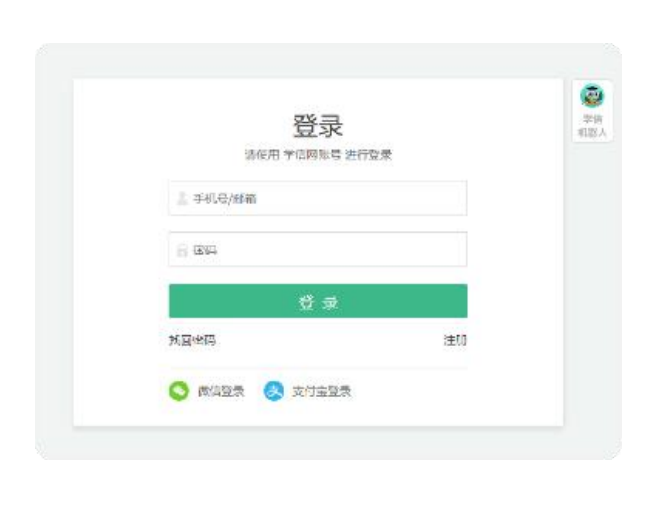 登录
请使用 学信网账号 进行登录
学信
机器人
手机号/邮箱
密码
登 录
找回密码
注册
微信登录
支付宝登录